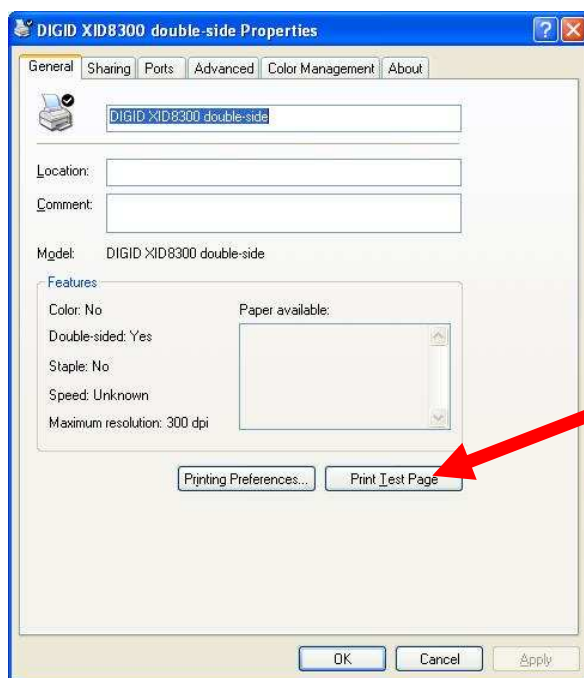 DIGID XID8300 double-side Properties
General Sharing Ports Advanced Color Management About
DIGID XID8300 double-side
Location:
Comment:
Model: DIGID XID8300 double-side
Features
Color: No Paper available:
Double-sided: Yes
Staple: No
Speed: Unknown
Maximum resolution: 300 dpi
Printing Preferences... Print Test Page
OK Cancel Apply